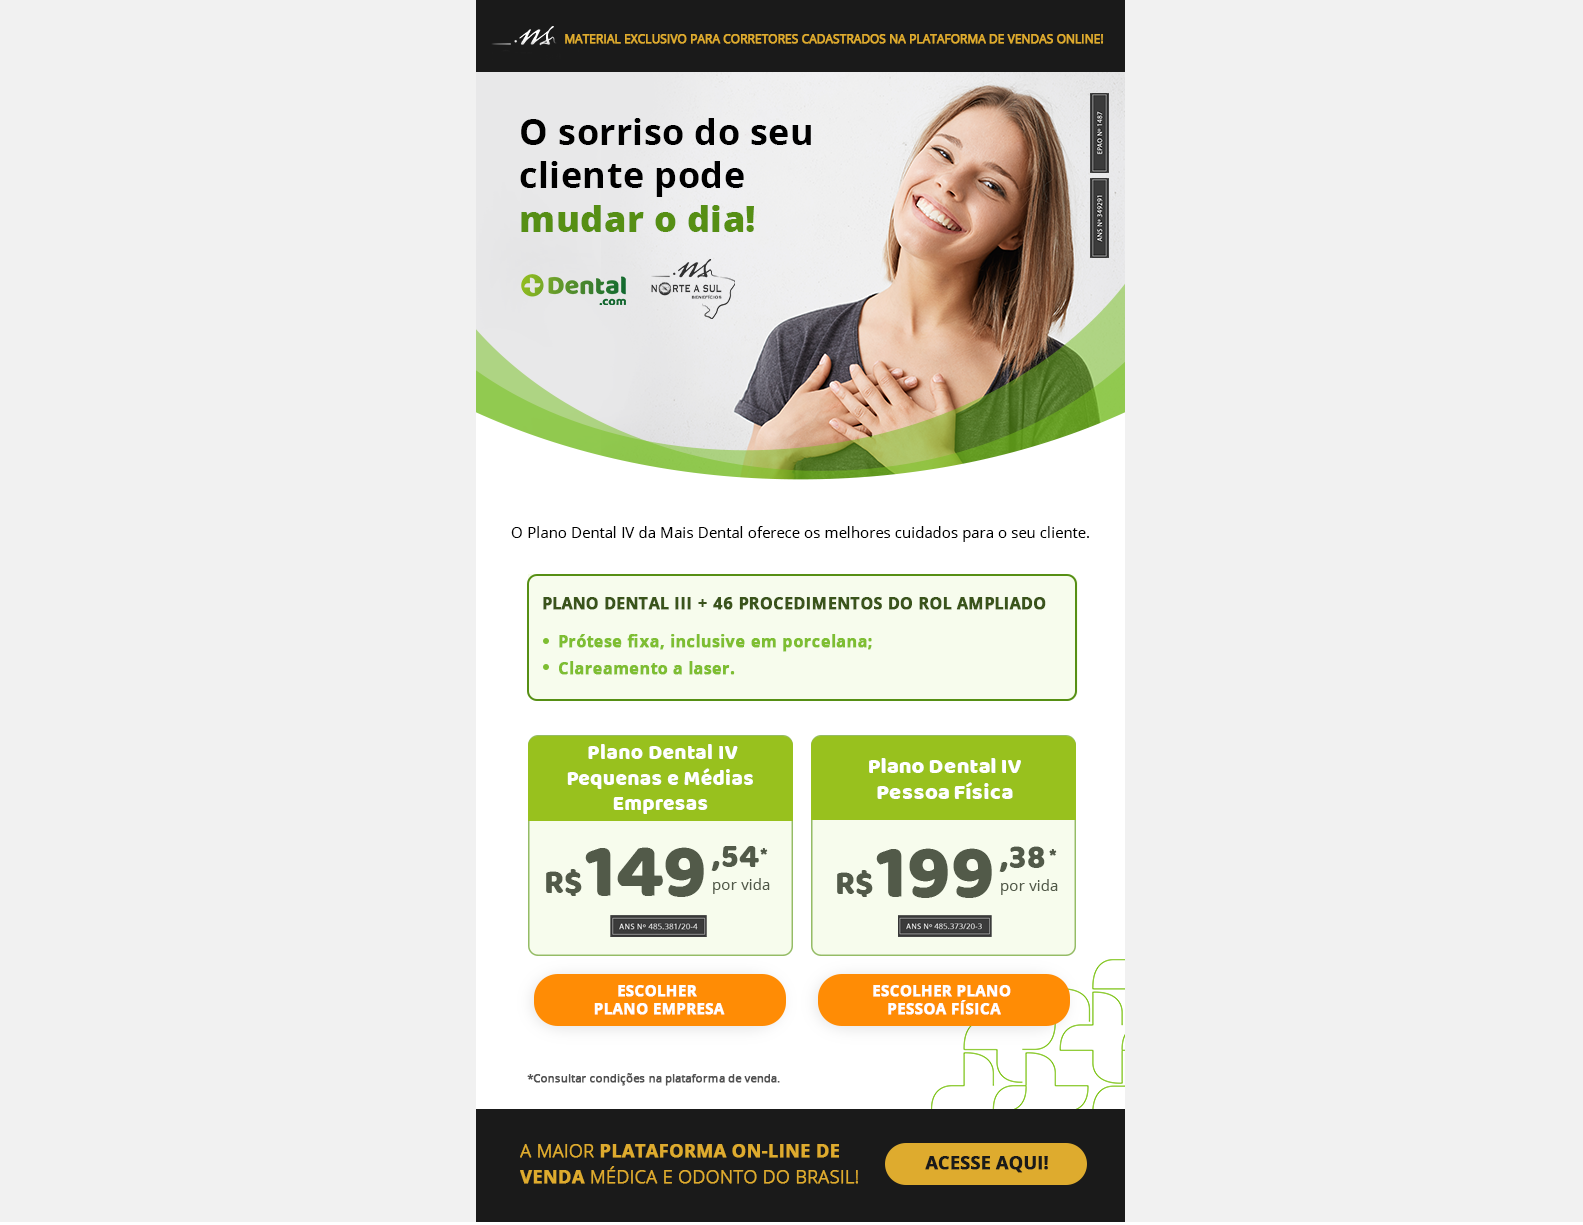 ns MATERIAL EXCLUSIVO PARA CORRETORES CADASTRADOS NA PLATAFORMA DE VENDAS ONLINE!
O sorriso do seu
cliente pode
mudar o dia!
EPAO Nº 1487
ANS Nº 349291
Dental
.com
ns
NORTE A SUL
BENEFÍCIOS
O Plano Dental IV da Mais Dental oferece os melhores cuidados para o seu cliente.
PLANO DENTAL III + 46 PROCEDIMENTOS DO ROL AMPLIADO
• Prótese fixa, inclusive em porcelana;
• Clareamento a laser.
Plano Dental IV
Pequenas e Médias
Empresas
R$149,54*
por vida
ANS Nº 485.381/20-4
ESCOLHER
PLANO EMPRESA
Plano Dental IV
Pessoa Física
R$199,38*
por vida
ANS Nº 485.373/20-3
ESCOLHER PLANO
PESSOA FÍSICA
*Consultar condições na plataforma de venda.
A MAIOR PLATAFORMA ON-LINE DE
VENDA MÉDICA E ODONTO DO BRASIL!
ACESSE AQUI!